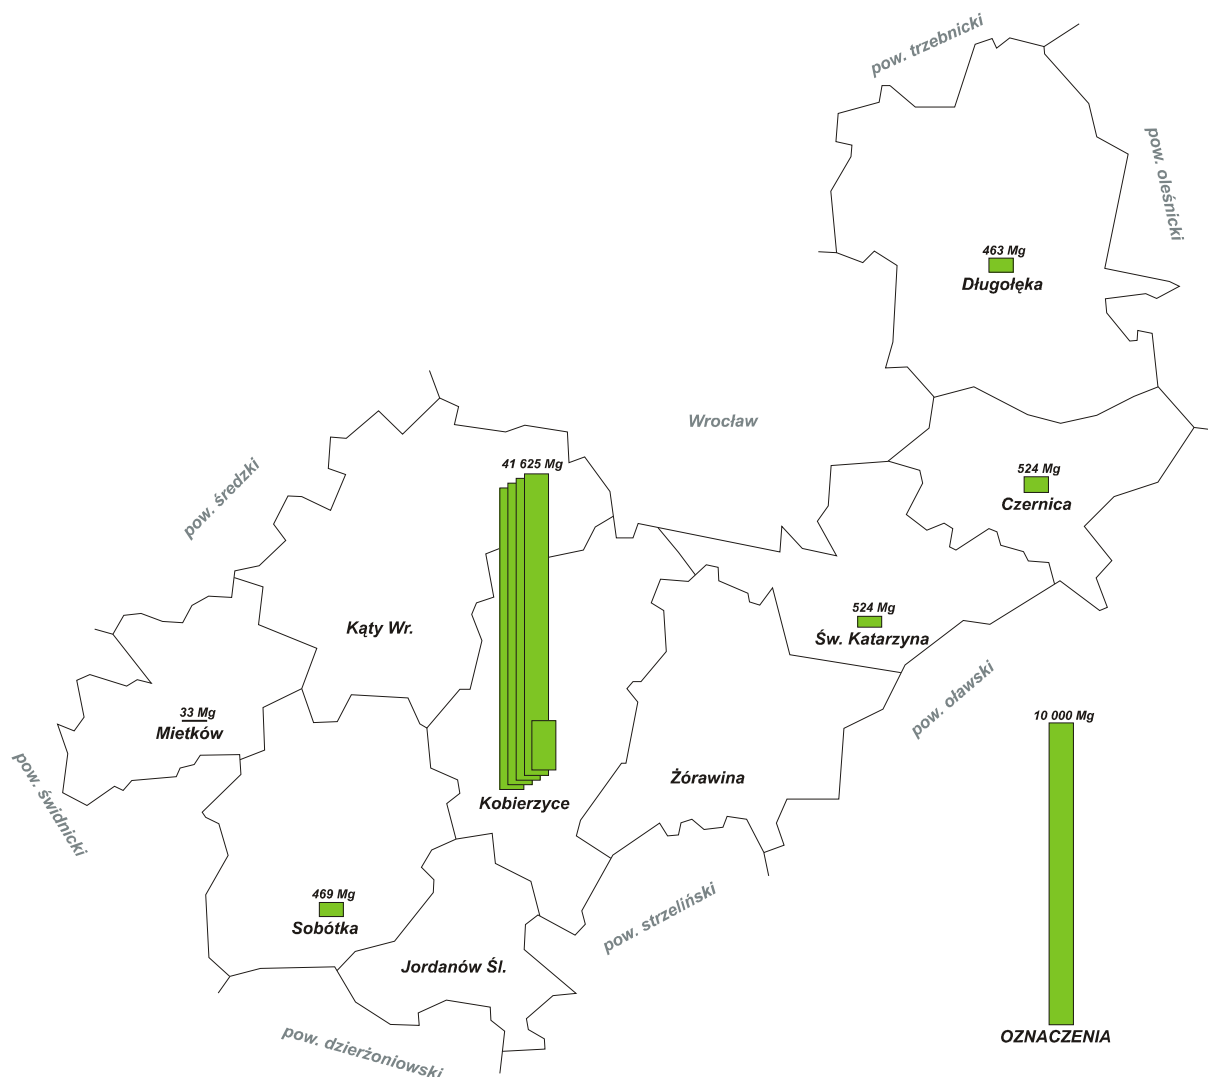 pow. trzebnicki
pow. oleśnicki
463 Mg
Długołęka
Wrocław
pow. średzki
41 625 Mg
524 Mg
Czernica
Kąty Wr.
524 Mg
Św. Katarzyna
pow. oławski
33 Mg
Mietków
10 000 Mg
pow. świdnicki
Żórawina
Kobierzyce
469 Mg
Sobótka
pow. strzeliński
Jordanów Śl.
pow. dzierżoniowski
OZNACZENIA